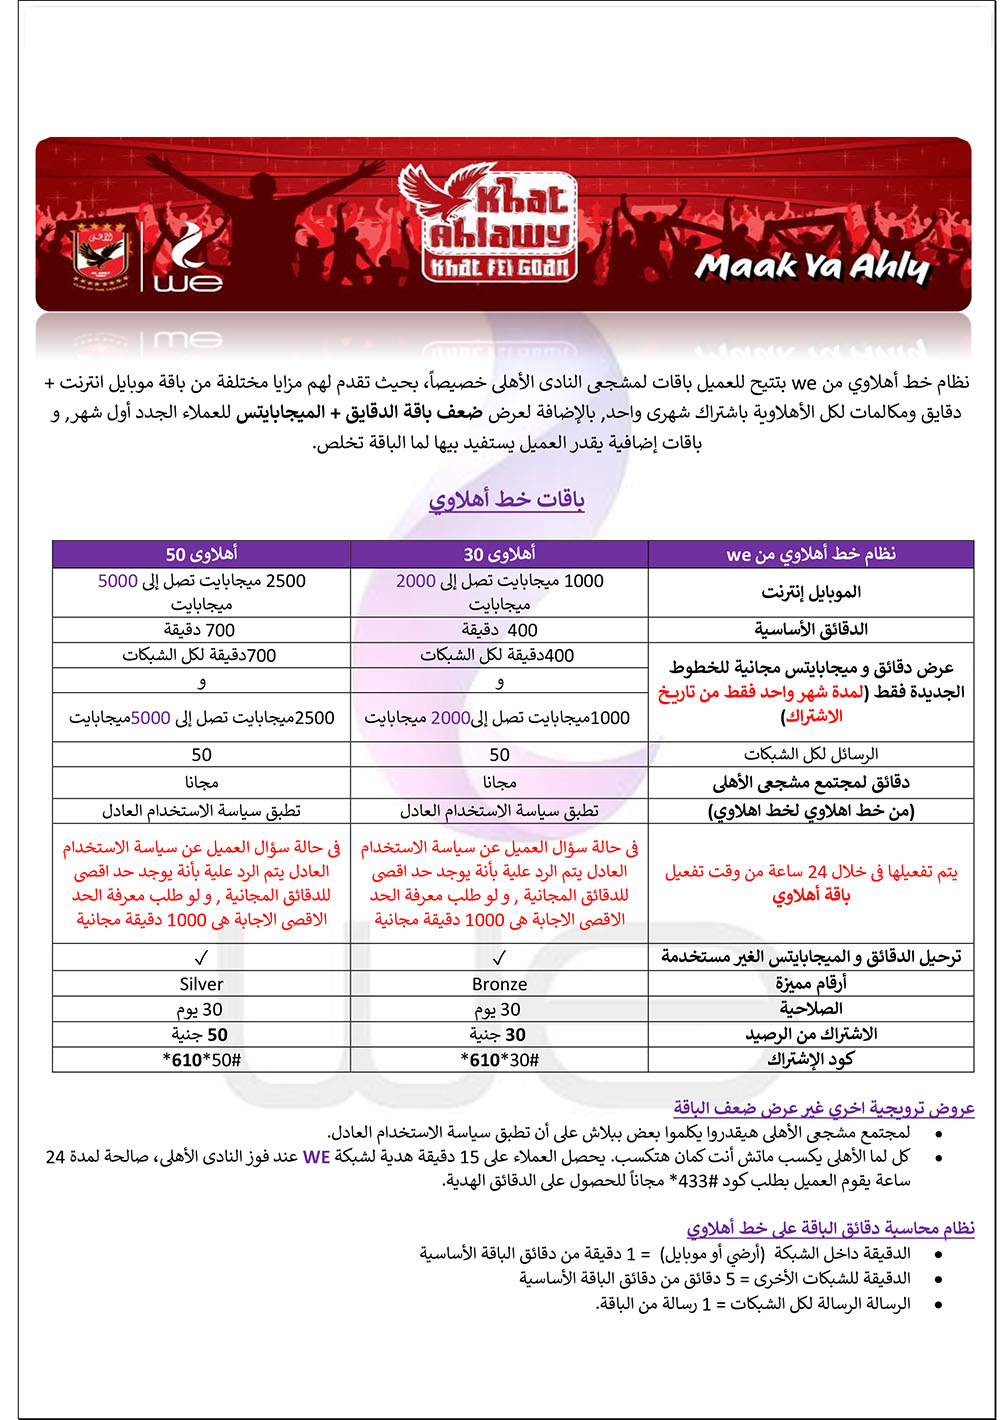 Khat
Ahlawy
KHAT FEL GOAN
Maak Ya Ahly
we
نظام خط أهلاوي من we بتتيح للعميل باقات لمشجعى النادى الأهلى خصيصاً، بحيث تقدم لهم مزايا مختلفة من باقة موبايل انترنت +
دقايق ومكالمات لكل الأهلاوية باشتراك شهرى واحد, بالإضافة لعرض ضعف باقة الدقايق + الميجابايتس للعملاء الجدد أول شهر, و
باقات إضافية يقدر العميل يستفيد بيها لما الباقة تخلص.
باقات خط أهلاوي
نظام خط أهلاوي من we أهلاوى 30 أهلاوى 50
الموبايل إنترنت 1000 ميجابايت تصل إلى 2000 ميجابايت 2500 ميجابايت تصل إلى 5000 ميجابايت
الدقائق الأساسية 400 دقيقة 700 دقيقة
عرض دقائق و ميجابايتس مجانية للخطوط
الجديدة فقط (لمدة شهر واحد فقط من تاريخ
الاشتراك)
400دقيقة لكل الشبكات 700دقيقة لكل الشبكات
و و
1000ميجابايت تصل إلى2000 ميجابايت 2500ميجابايت تصل إلى 5000ميجابايت
الرسائل لكل الشبكات 50 50
دقائق لمجتمع مشجعى الأهلى مجانا مجانا
(من خط اهلاوي لخط اهلاوي) تطبق سياسة الاستخدام العادل تطبق سياسة الاستخدام العادل
يتم تفعيلها فى خلال 24 ساعة من وقت تفعيل
باقة أهلاوي
فى حالة سؤال العميل عن سياسة الاستخدام
العادل يتم الرد علية بأنة يوجد حد اقصى
للدقائق المجانية , و لو طلب معرفة الحد
الاقصى الاجابة هى 1000 دقيقة مجانية
فى حالة سؤال العميل عن سياسة الاستخدام
العادل يتم الرد علية بأنة يوجد حد اقصى
للدقائق المجانية , و لو طلب معرفة الحد
الاقصى الاجابة هى 1000 دقيقة مجانية
ترحيل الدقائق و الميجابايتس الغير مستخدمة ✓ ✓
أرقام مميزة Bronze Silver
الصلاحية 30 يوم 30 يوم
الاشتراك من الرصيد 30 جنية 50 جنية
كود الإشتراك *610*30# *610*50#
عروض ترويجية اخري غير عرض ضعف الباقة
• لمجتمع مشجعى الأهلى هيقدروا يكلموا بعض ببلاش على أن تطبق سياسة الاستخدام العادل.
• كل لما الأهلى يكسب ماتش أنت كمان هتكسب. يحصل العملاء على 15 دقيقة هدية لشبكة WE عند فوز النادى الأهلى، صالحة لمدة 24
ساعة يقوم العميل بطلب كود #433* مجاناً للحصول على الدقائق الهدية.
نظام محاسبة دقائق الباقة على خط أهلاوي
• الدقيقة داخل الشبكة (أرضي أو موبايل) = 1 دقيقة من دقائق الباقة الأساسية
• الدقيقة للشبكات الأخرى = 5 دقائق من دقائق الباقة الأساسية
• الرسالة الرسالة لكل الشبكات = 1 رسالة من الباقة.